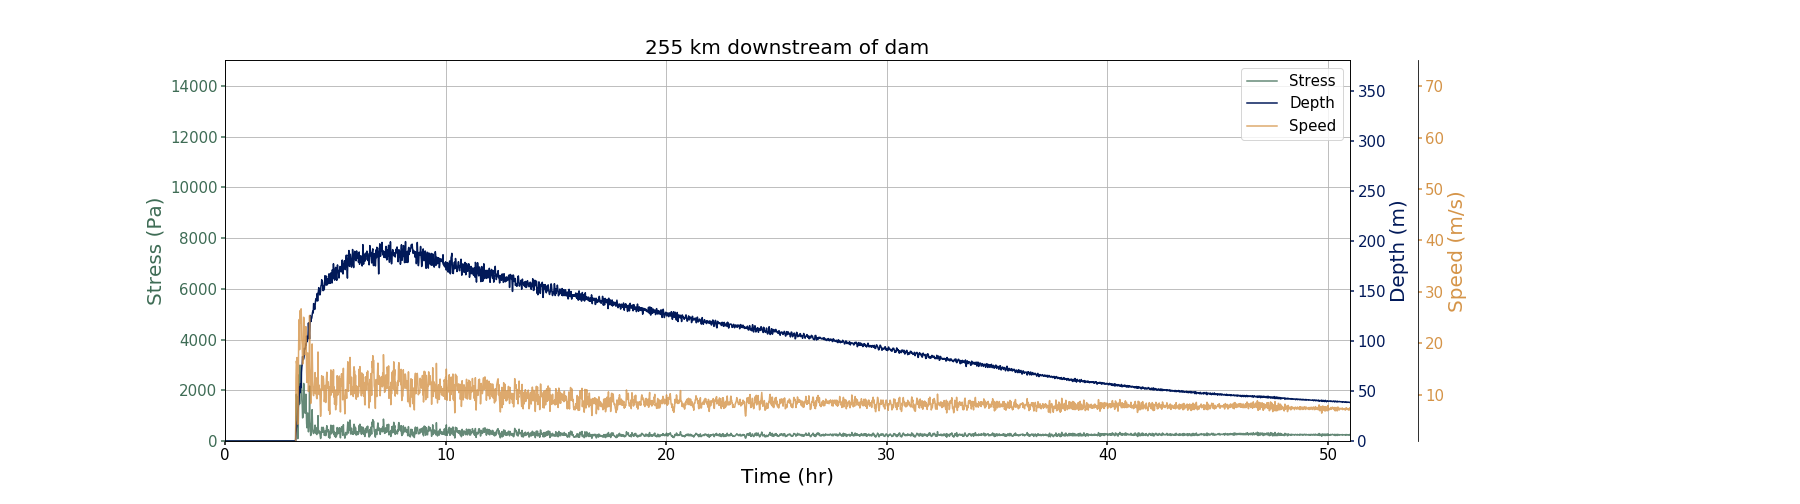 255 km downstream of dam
Stress (Pa)
14000
12000
10000
8000
6000
4000
2000
0
Stress
Depth
Speed
350
300
250
200
150
100
50
0
Depth (m)
70
60
50
40
30
20
10
Speed (m/s)
0 10 20 30 40 50
Time (hr)